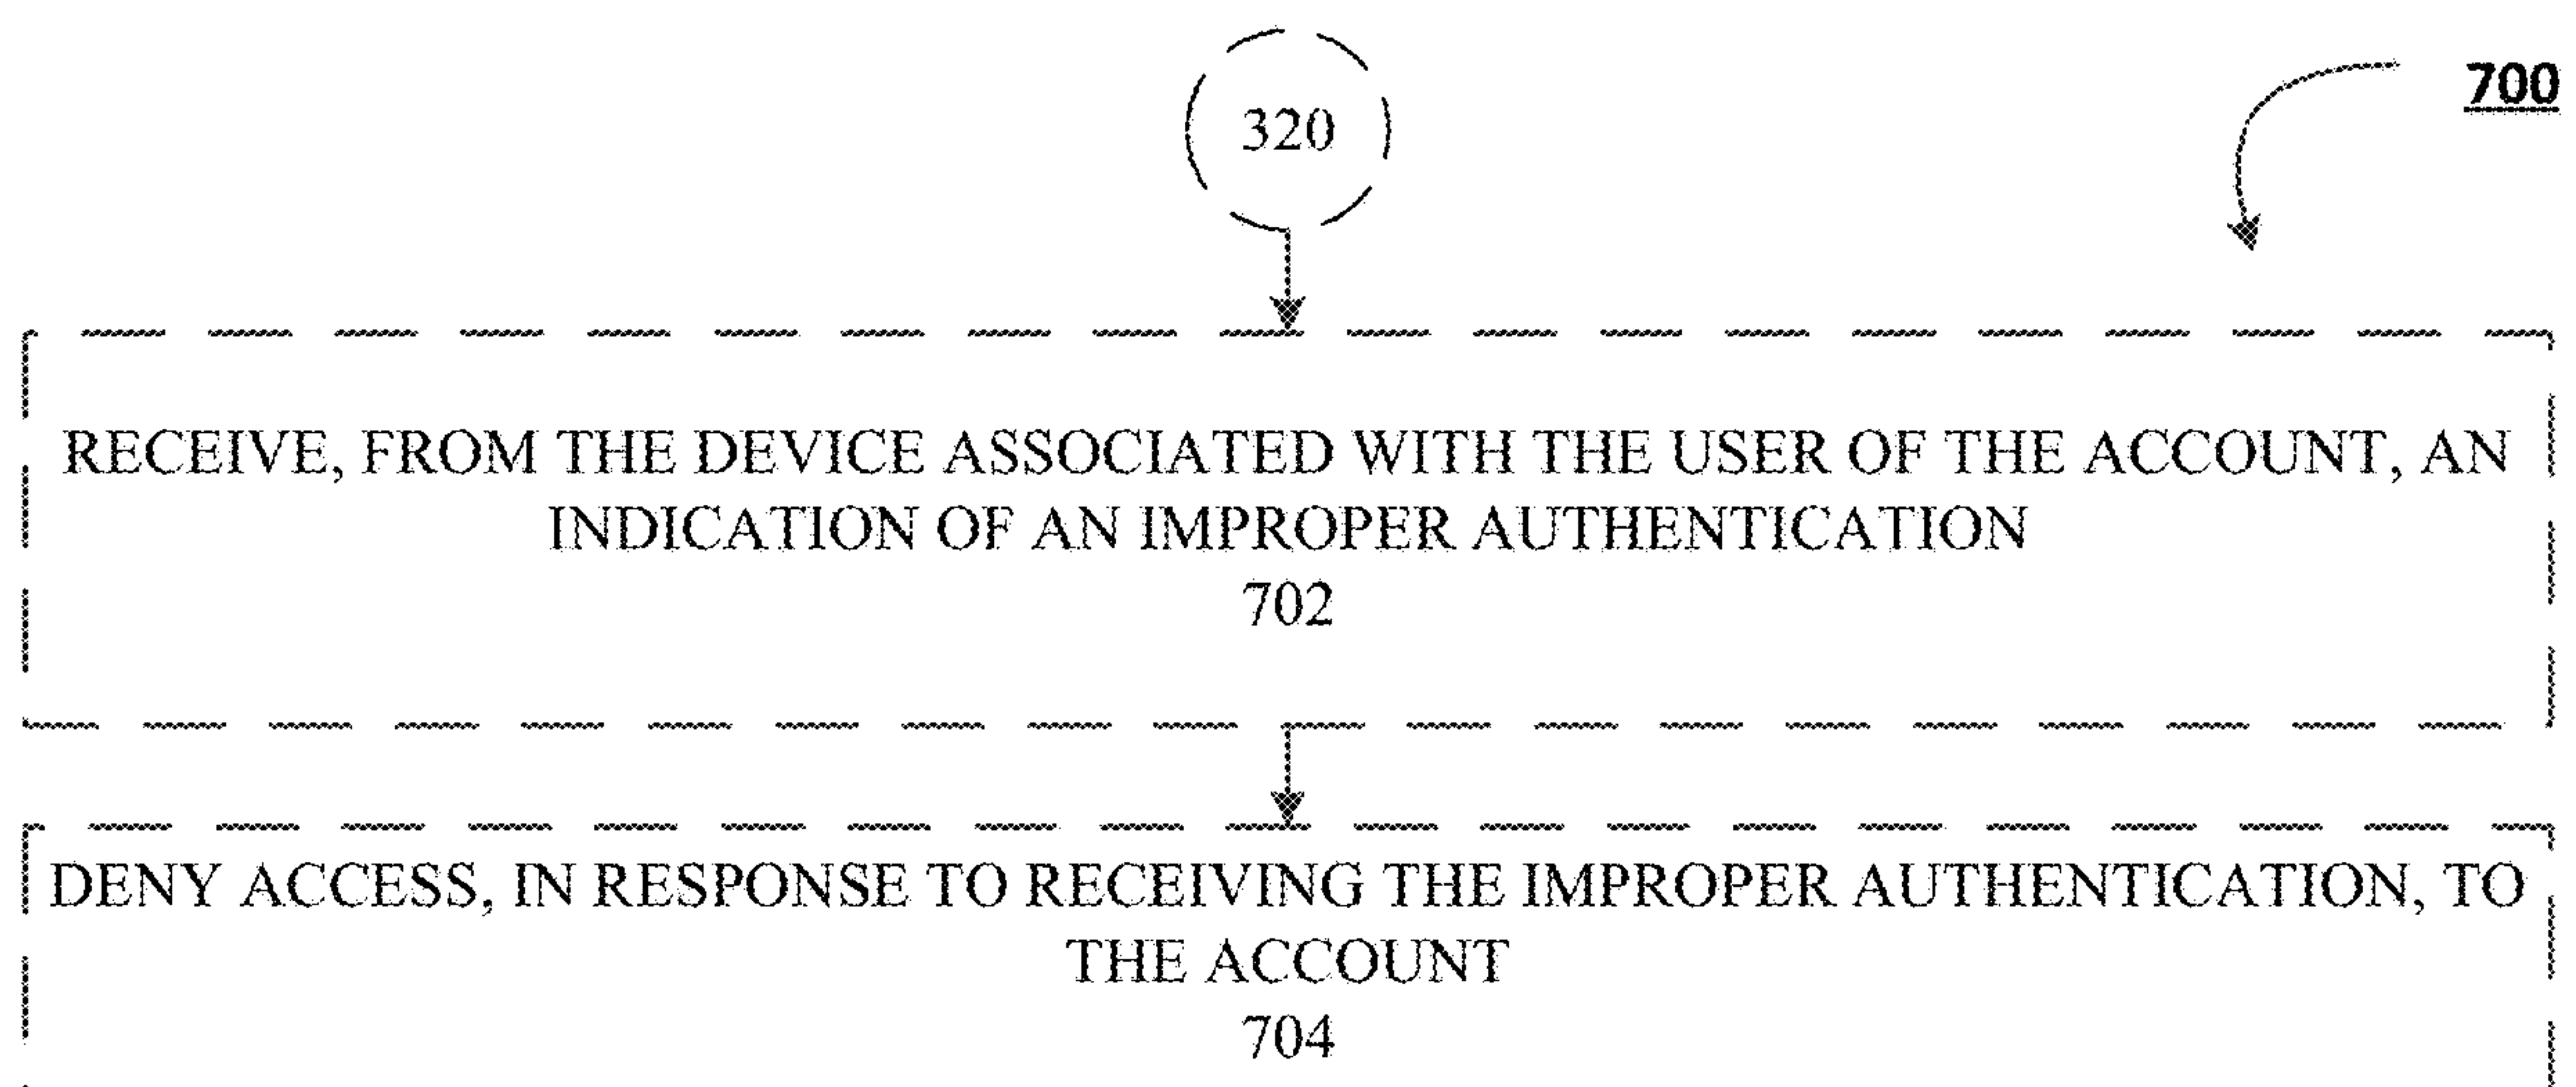 320
700
RECEIVE, FROM THE DEVICE ASSOCIATED WITH THE USER OF THE ACCOUNT, AN
INDICATION OF AN IMPROPER AUTHENTICATION
702
DENY ACCESS, IN RESPONSE TO RECEIVING THE IMPROPER AUTHENTICATION, TO
THE ACCOUNT
704